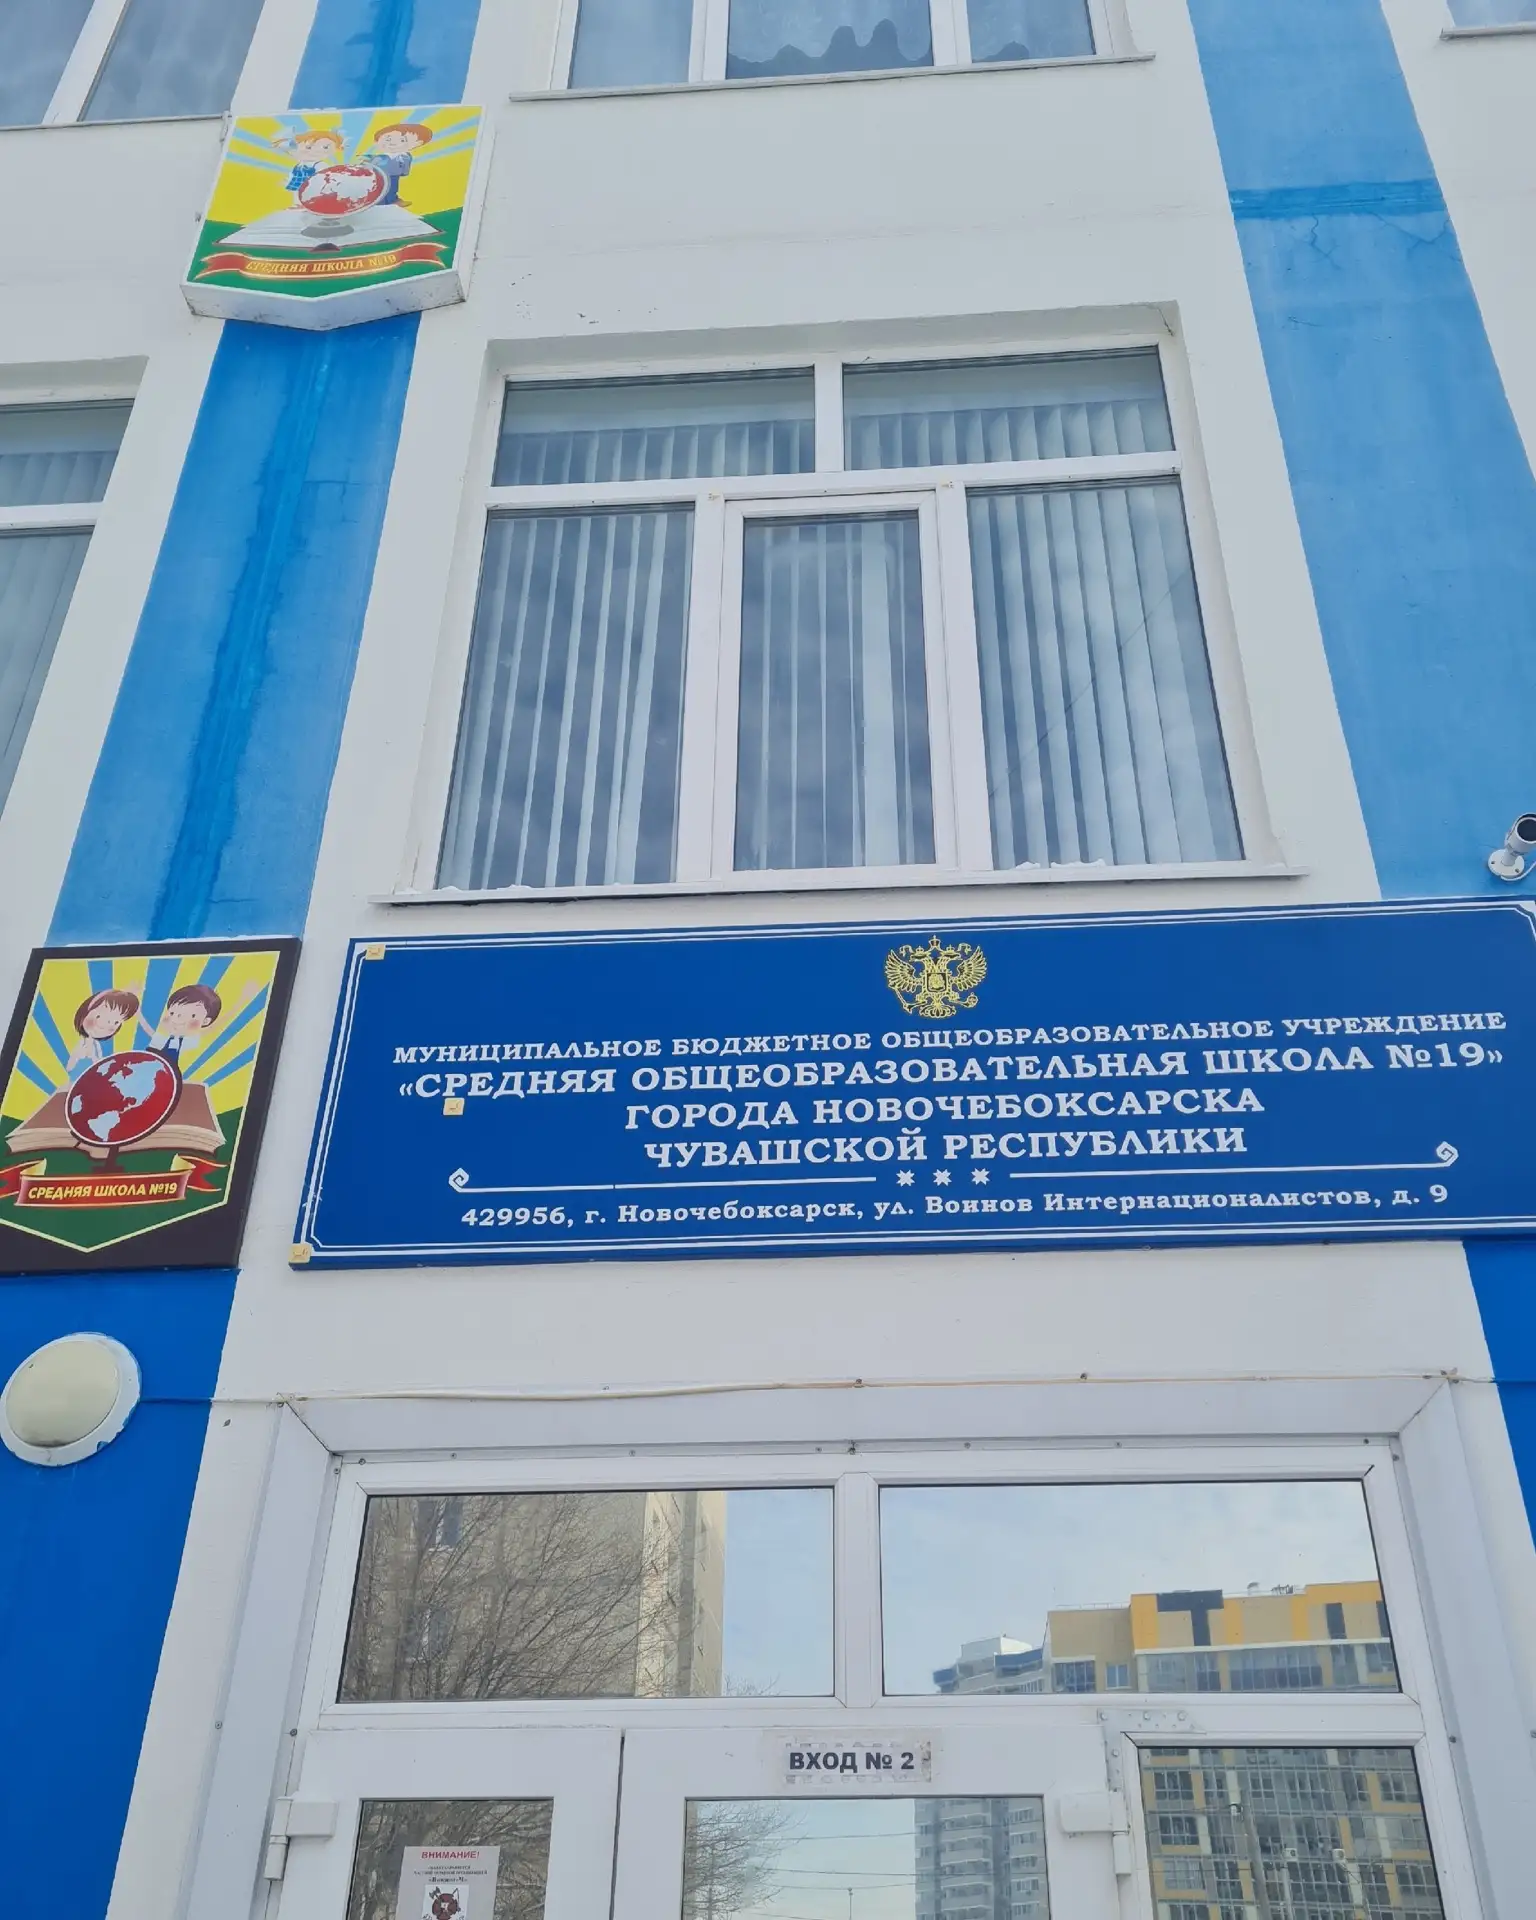 СРЕДНЯЯ ШКОЛА №19
МУНИЦИПАЛЬНОЕ БЮДЖЕТНОЕ ОБЩЕОБРАЗОВАТЕЛЬНОЕ УЧРЕЖДЕНИЕ
«СРЕДНЯЯ ОБЩЕОБРАЗОВАТЕЛЬНАЯ ШКОЛА №19»
ГОРОДА НОВОЧЕБОКСАРСКА
ЧУВАШСКОЙ РЕСПУБЛИКИ
429956, г. Новочебоксарск, ул. Воинов Интернационалистов, д. 9
СРЕДНЯЯ ШКОЛА №19
ВХОД № 2
ВНИМАНИЕ!